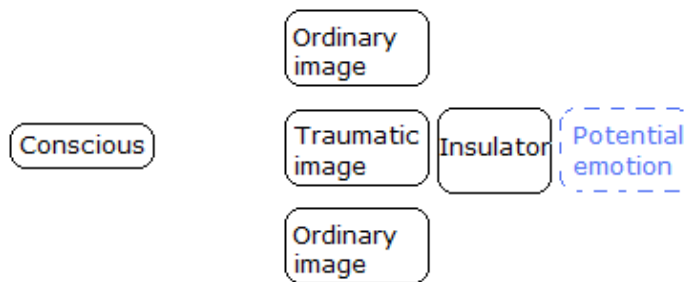 Ordinary
image
Conscious
Traumatic
image
Insulator
Potential
emotion
Ordinary
image